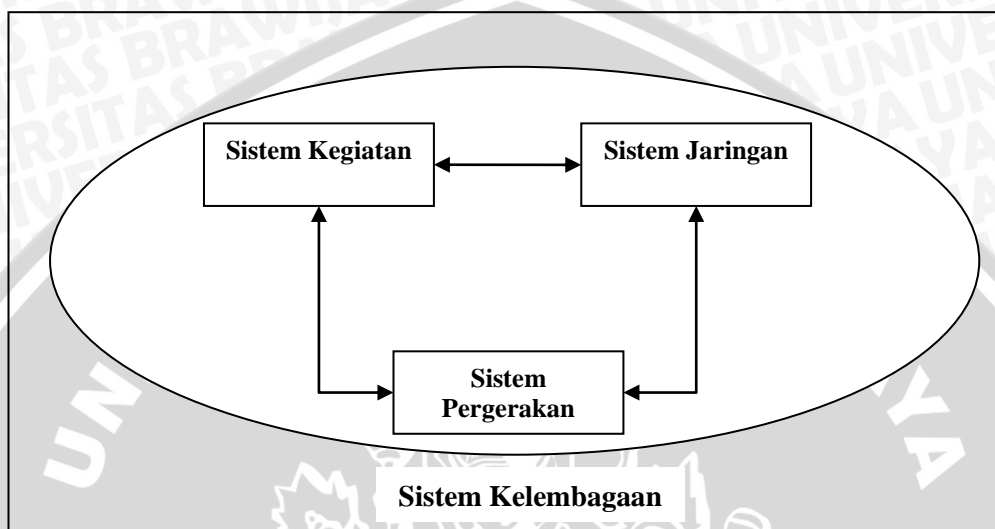 Sistem Kegiatan
Sistem Jaringan
Sistem
Pergerakan
Sistem Kelembagaan